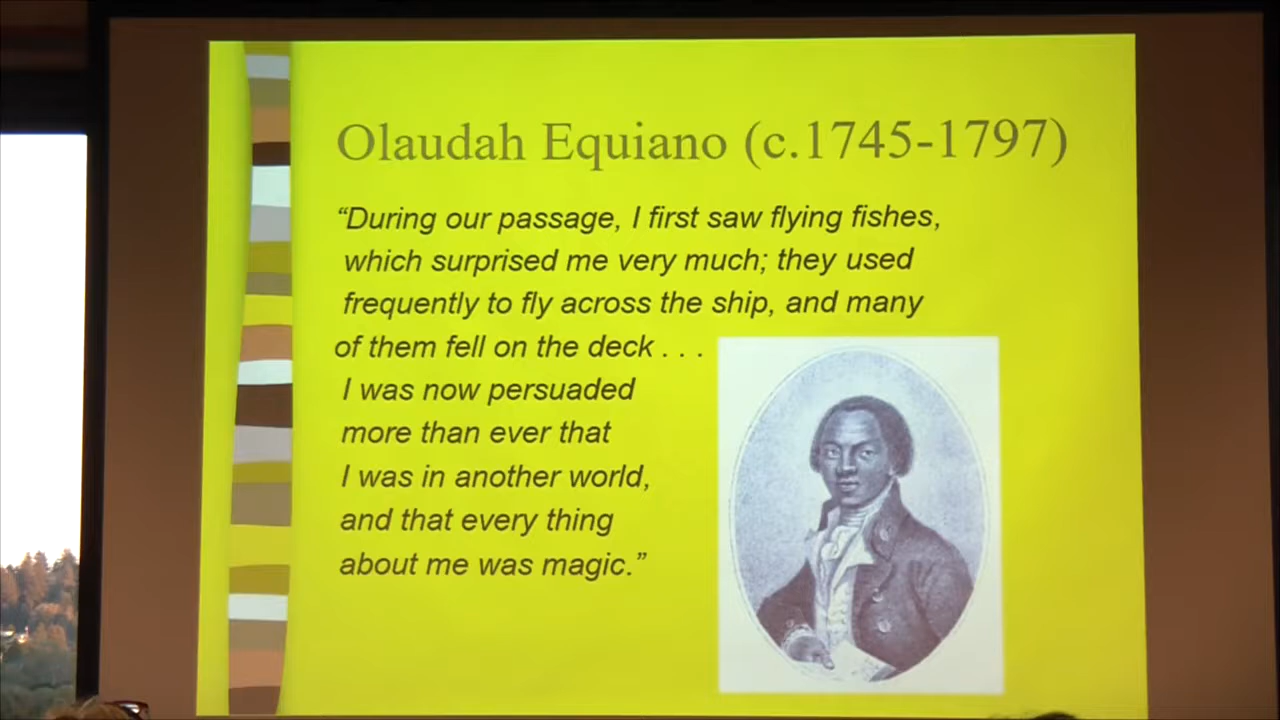 Olaudah Equiano (c.1745-1797)
“During our passage, I first saw flying fishes,
which surprised me very much; they used
frequently to fly across the ship, and many
of them fell on the deck . . .
I was now persuaded
more than ever that
I was in another world,
and that every thing
about me was magic.”